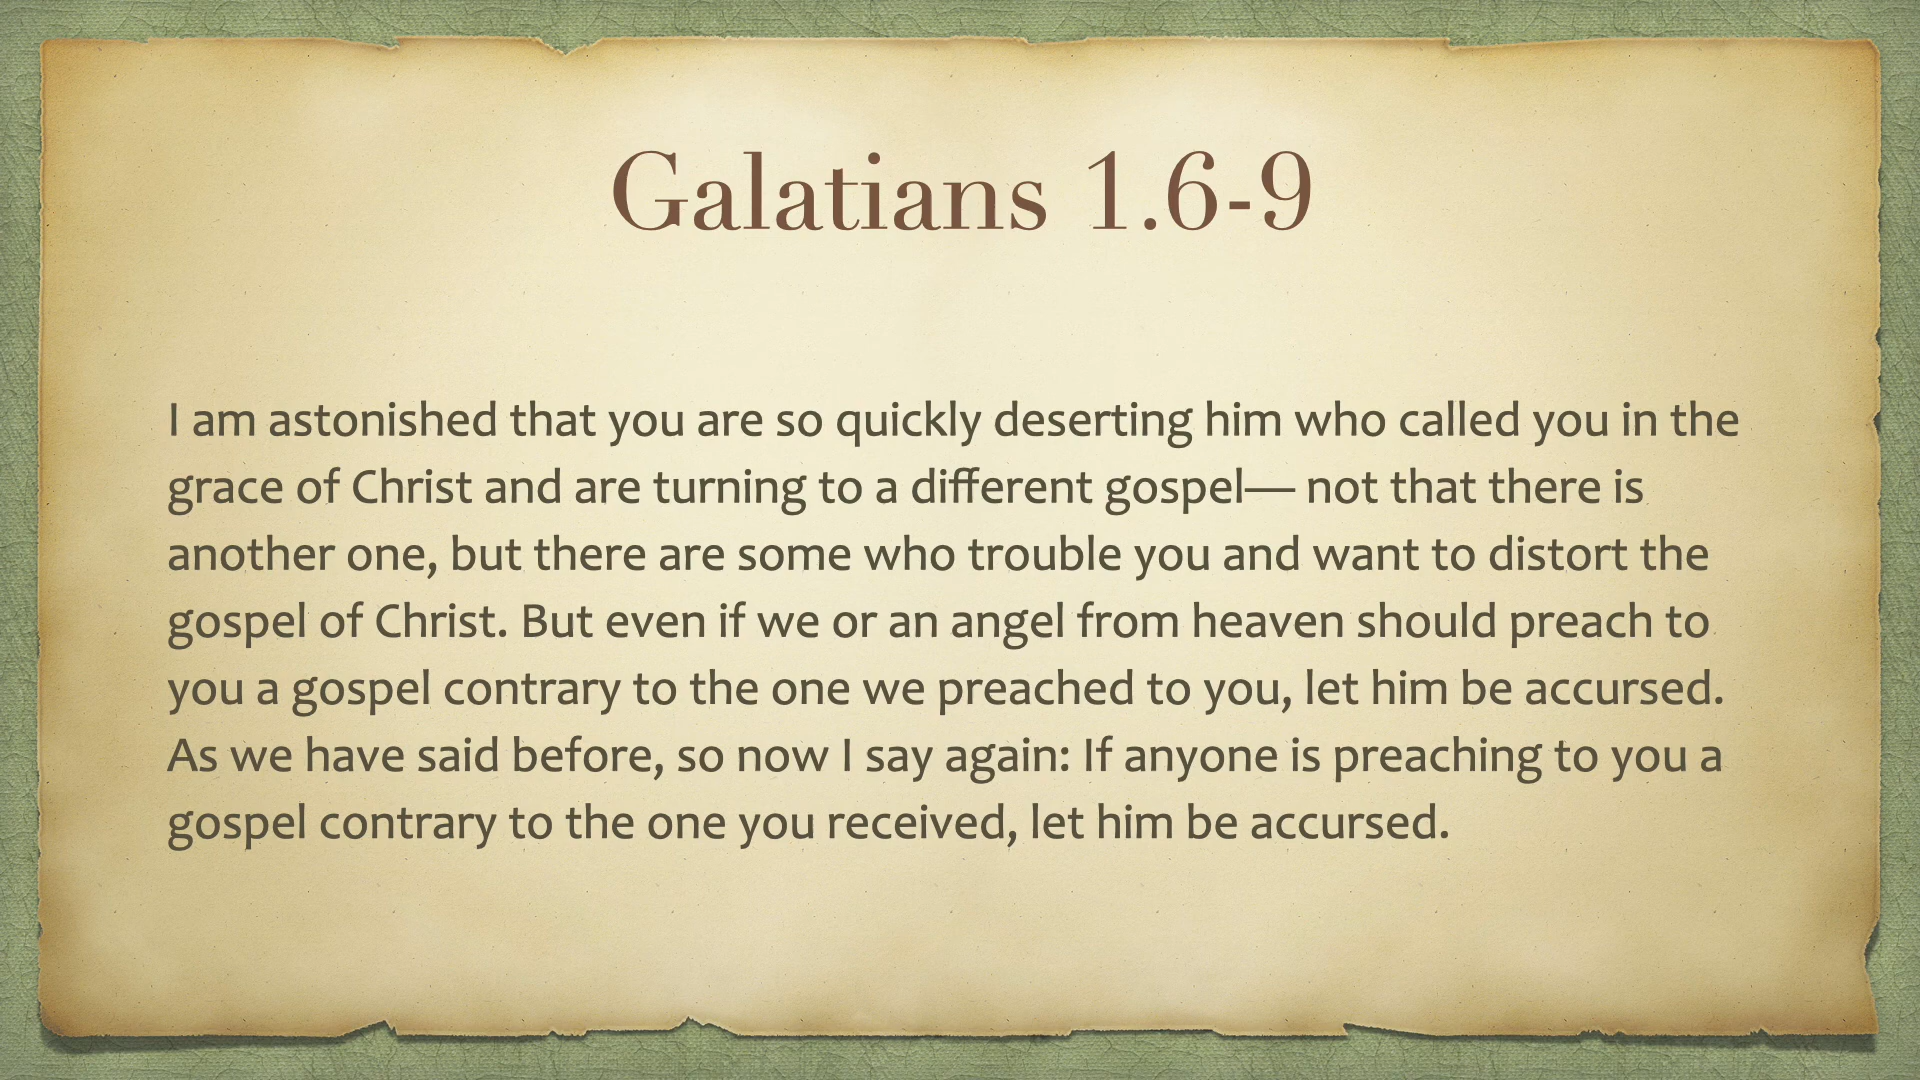 Galatians 1.6-9
I am astonished that you are so quickly deserting him who called you in the
grace of Christ and are turning to a different gospel— not that there is
another one, but there are some who trouble you and want to distort the
gospel of Christ. But even if we or an angel from heaven should preach to
you a gospel contrary to the one we preached to you, let him be accursed.
As we have said before, so now I say again: If anyone is preaching to you a
gospel contrary to the one you received, let him be accursed.